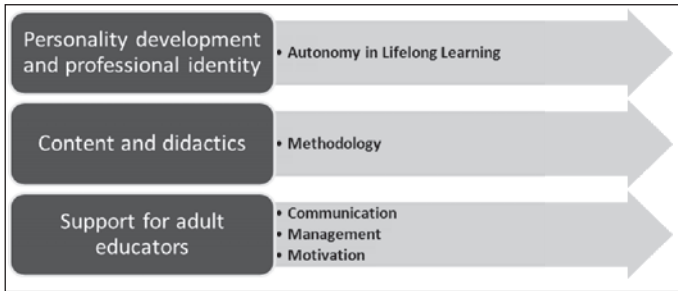 Personality development
and professional identity
• Autonomy in Lifelong Learning
Content and didactics
• Methodology
Support for adult
educators
• Communication
• Management
• Motivation